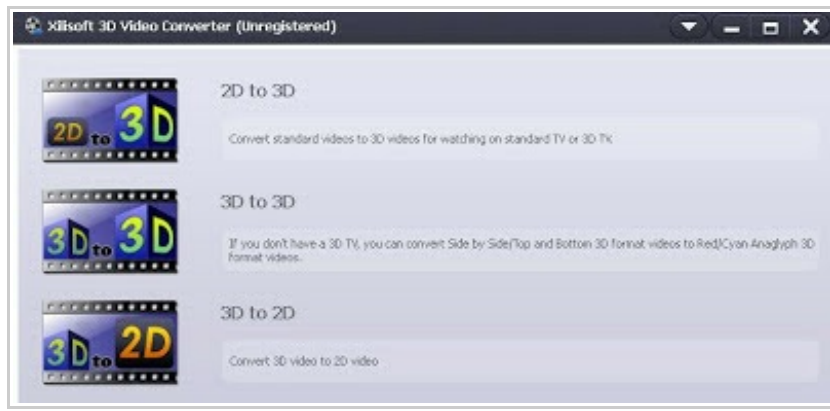 Xilisoft 3D Video Converter (Unregistered)
2D to 3D
2D to 3D
Convert standard videos to 3D videos for watching on standard TV or 3D TV.
3D to 3D
3D to 3D
If you don't have a 3D TV, you can convert Side by Side/Top and Bottom 3D format videos to Red/Cyan Anaglyph 3D
format videos.
3D to 2D
3D to 2D
Convert 3D video to 2D video